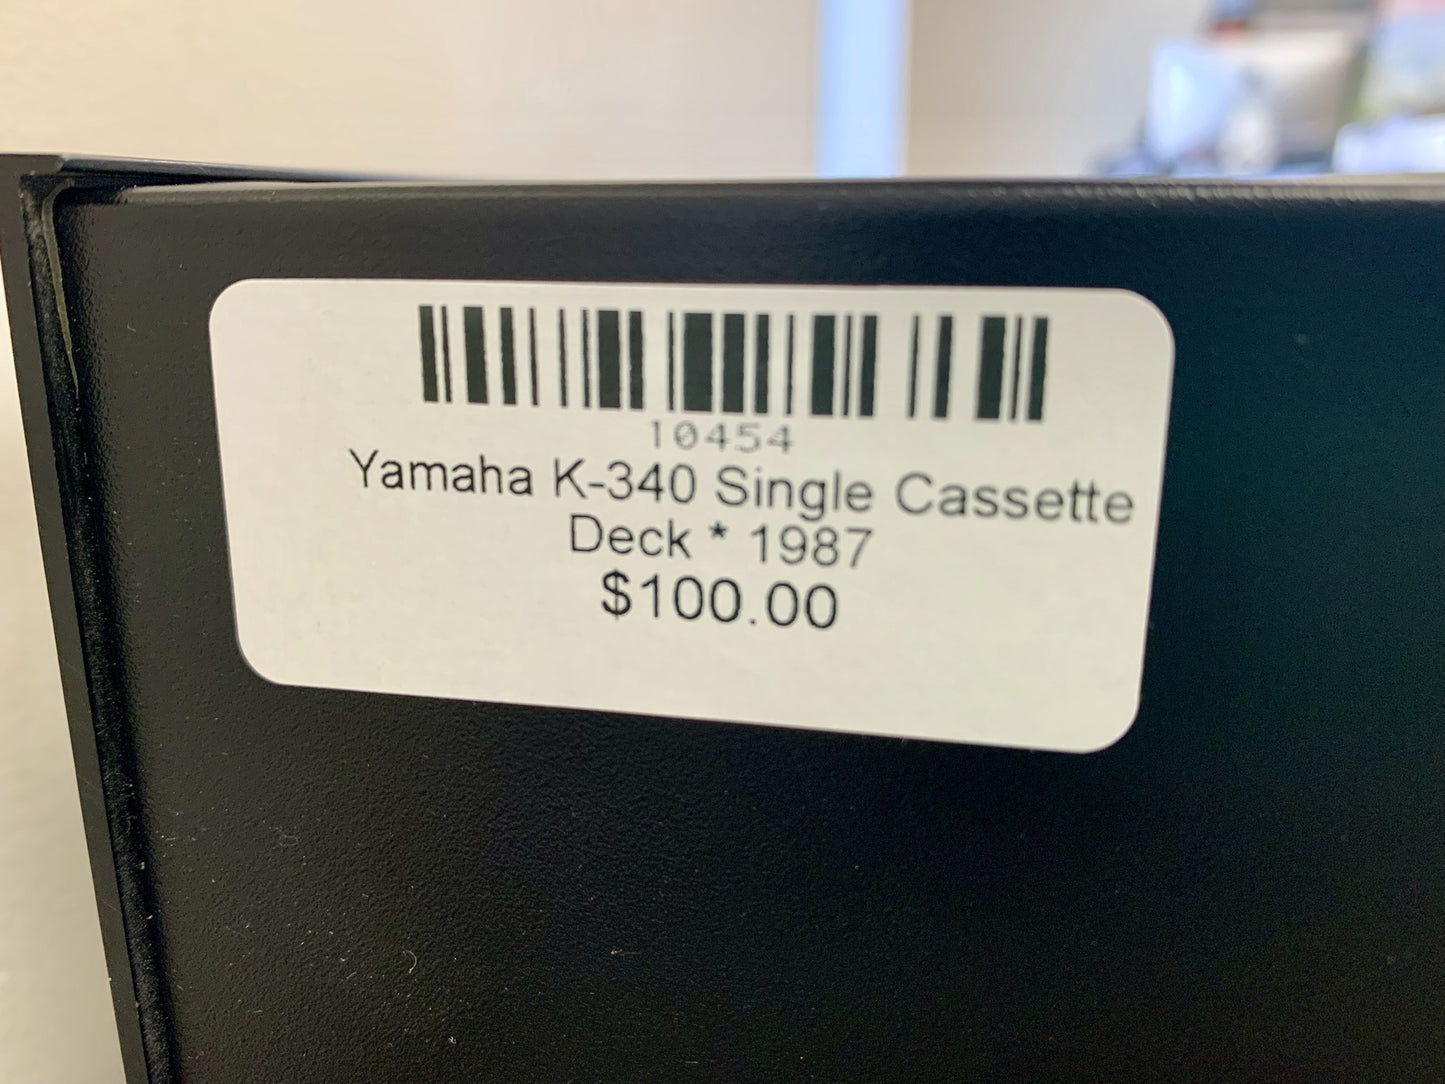 10454
Yamaha K-340 Single Cassette
Deck * 1987
$100.00